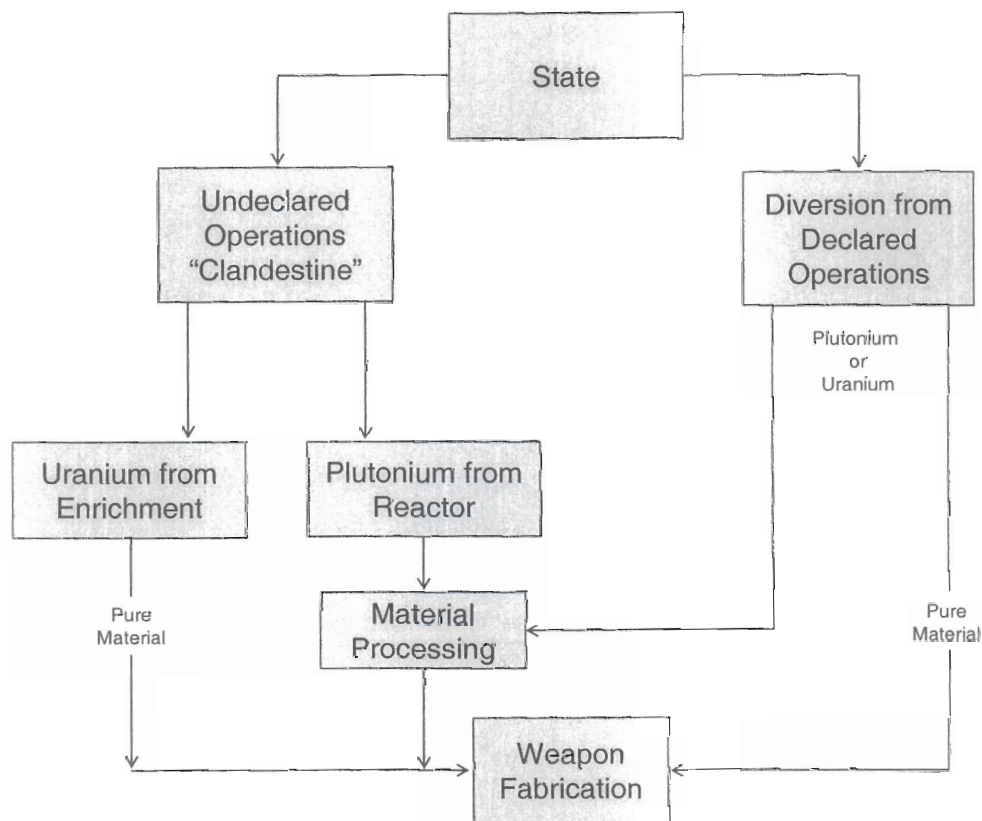 State
Undeclared
Operations
“Clandestine”
Diversion from
Declared
Operations
Plutonium
or
Uranium
Uranium from
Enrichment
Plutonium from
Reactor
Pure
Material
Material
Processing
Pure
Material
Weapon
Fabrication